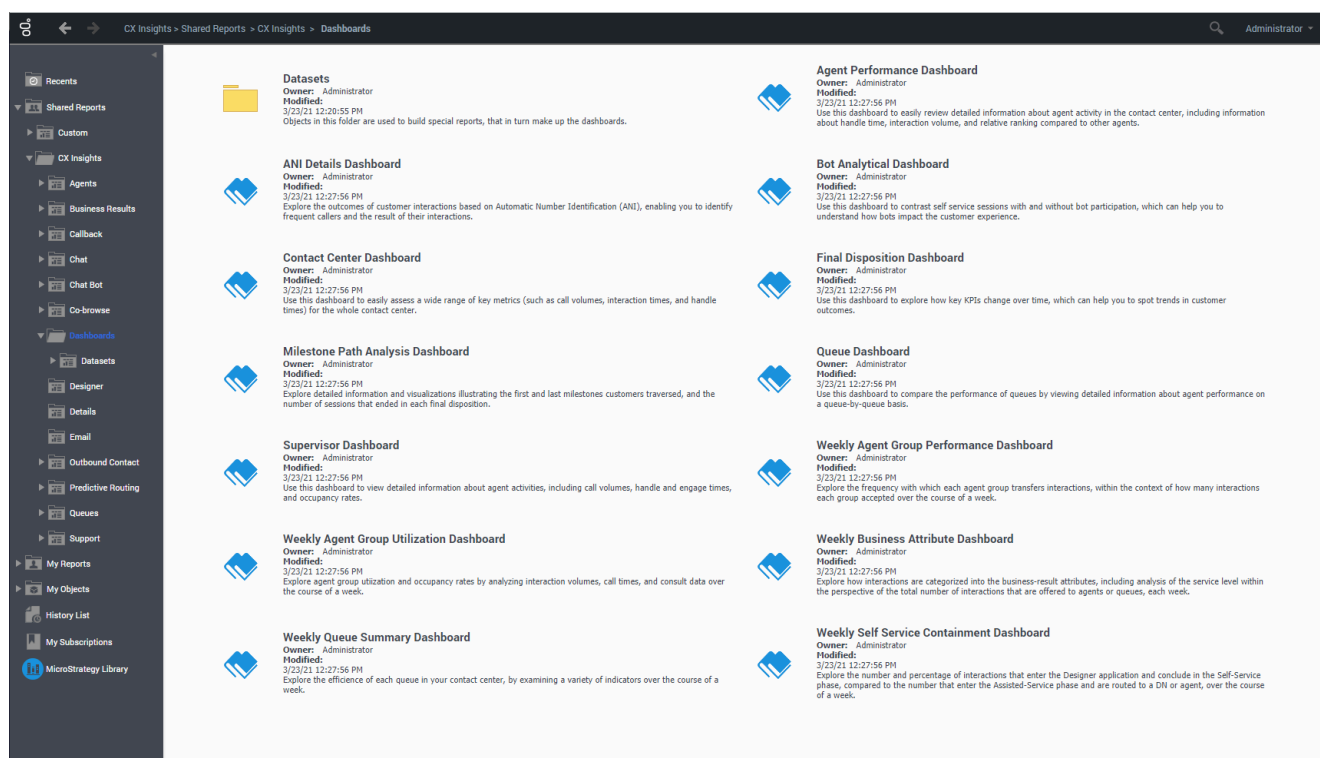 CX Insights > Shared Reports > CX Insights > Dashboards
Administrator
Recents
Shared Reports
Custom
CX Insights
Agents
Business Results
Callback
Chat
Chat Bot
Co-browse
Dashboards
Datasets
Designer
Details
Email
Outbound Contact
Predictive Routing
Queues
Support
My Reports
My Objects
History List
My Subscriptions
MicroStrategy Library
Datasets
Owner: Administrator
Modified:
3/23/21 12:20:55 PM
Objects in this folder are used to build special reports, that in turn make up the dashboards.
Agent Performance Dashboard
Owner: Administrator
Modified:
3/23/21 12:27:56 PM
Use this dashboard to easily review detailed information about agent activity in the contact center, including information
about handle time, interaction volume, and relative ranking compared to other agents.
ANI Details Dashboard
Owner: Administrator
Modified:
3/23/21 12:27:56 PM
Explore the outcomes of customer interactions based on Automatic Number Identification (ANI), enabling you to identify
frequent callers and the result of their interactions.
Bot Analytical Dashboard
Owner: Administrator
Modified:
3/23/21 12:27:56 PM
Use this dashboard to contrast self service sessions with and without bot participation, which can help you to
understand how bots impact the customer experience.
Contact Center Dashboard
Owner: Administrator
Modified:
3/23/21 12:27:56 PM
Use this dashboard to easily assess a wide range of key metrics (such as call volumes, interaction times, and handle
times) for the whole contact center.
Final Disposition Dashboard
Owner: Administrator
Modified:
3/23/21 12:27:56 PM
Use this dashboard to explore how key KPIs change over time, which can help you to spot trends in customer
outcomes.
Milestone Path Analysis Dashboard
Owner: Administrator
Modified:
3/23/21 12:27:56 PM
Explore detailed information and visualizations illustrating the first and last milestones customers traversed, and the
number of sessions that ended in each final disposition.
Queue Dashboard
Owner: Administrator
Modified:
3/23/21 12:27:56 PM
Use this dashboard to compare the performance of queues by viewing detailed information about agent performance on
a queue-by-queue basis.
Supervisor Dashboard
Owner: Administrator
Modified:
3/23/21 12:27:56 PM
Use this dashboard to view detailed information about agent activities, including call volumes, handle and engage times,
and occupancy rates.
Weekly Agent Group Performance Dashboard
Owner: Administrator
Modified:
3/23/21 12:27:56 PM
Explore the frequency with which each agent group transfers interactions, within the context of how many interactions
each group accepted over the course of a week.
Weekly Agent Group Utilization Dashboard
Owner: Administrator
Modified:
3/23/21 12:27:56 PM
Explore agent group utiization and occupancy rates by analyzing interaction volumes, call times, and consult data over
the course of a week.
Weekly Business Attribute Dashboard
Owner: Administrator
Modified:
3/23/21 12:27:56 PM
Explore how interactions are categorized into the business-result attributes, including analysis of the service level within
the perspective of the total number of interactions that are offered to agents or queues, each week.
Weekly Queue Summary Dashboard
Owner: Administrator
Modified:
3/23/21 12:27:56 PM
Explore the efficience of each queue in your contact center, by examining a variety of indicators over the course of a
week.
Weekly Self Service Containment Dashboard
Owner: Administrator
Modified:
3/23/21 12:27:56 PM
Explore the number and percentage of interactions that enter the Designer application and conclude in the Self-Service
phase, compared to the number that enter the Assisted-Service phase and are routed to a DN or agent, over the course
of a week.